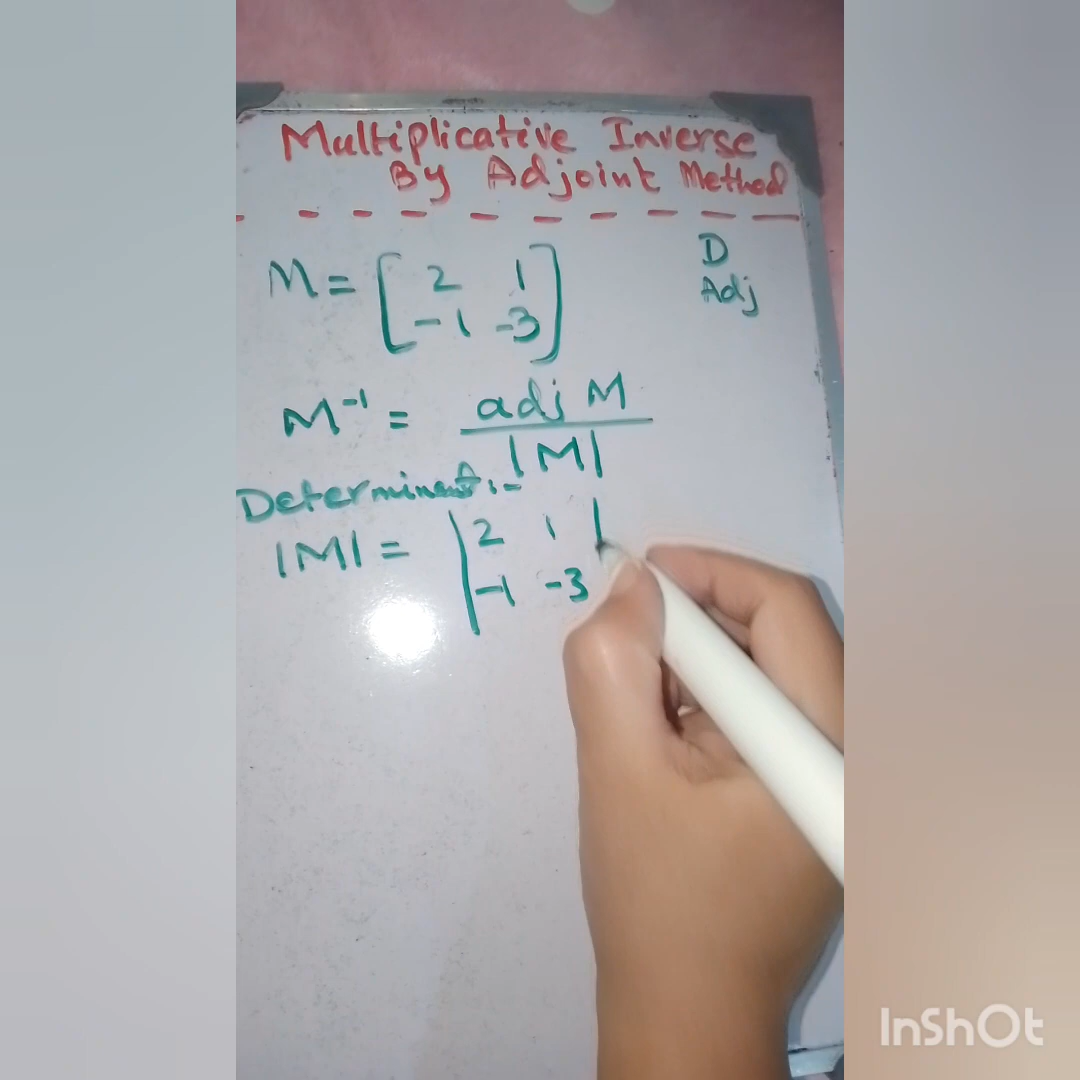 Multiplicative Inverse
By Adjoint Method
D
Adj
M = [ 2 1
-1 -3 ]
M⁻¹ = adj M
|M|
Determinant :-
|M| = | 2 1 |
-1 -3
InShOt